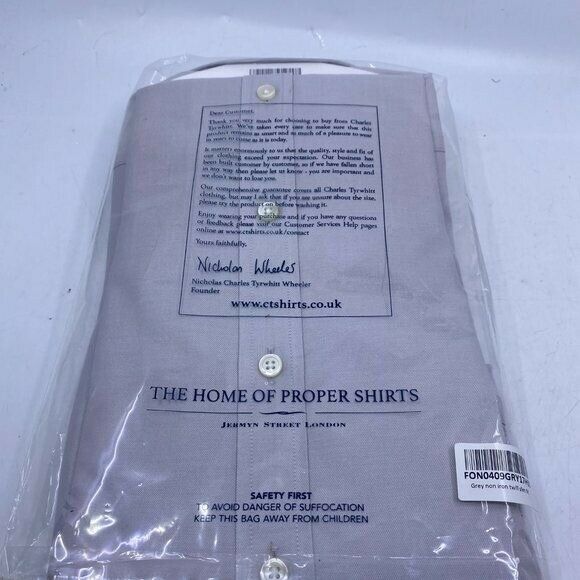 Dear Customer,
Thank you very much for choosing to buy from Charles
Tyrwhitt. We've taken every care to make sure that this
product remains as smart and as much of a pleasure to wear
in years to come as it is today.
It matters enormously to us that the quality, style and fit of
our clothing exceed your expectation. Our business has
been built customer by customer, so if we have fallen short
in any way then please let us know - you are important and
we don't want to lose you.
Our comprehensive guarantee covers all Charles Tyrwhitt
clothing, but may I ask that if you are unsure about the size,
please try the product on before washing it.
Enjoy wearing your purchase and if you have any questions
or feedback please visit our Customer Services Help pages
online at www.ctshirts.co.uk/contact
Yours faithfully,
Nicholas Wheeler
Nicholas Charles Tyrwhitt Wheeler
Founder
www.ctshirts.co.uk
THE HOME OF PROPER SHIRTS
JERMYN STREET LONDON
FON0409GRY17
Grey non iron twill slim fit
SAFETY FIRST
TO AVOID DANGER OF SUFFOCATION
KEEP THIS BAG AWAY FROM CHILDREN